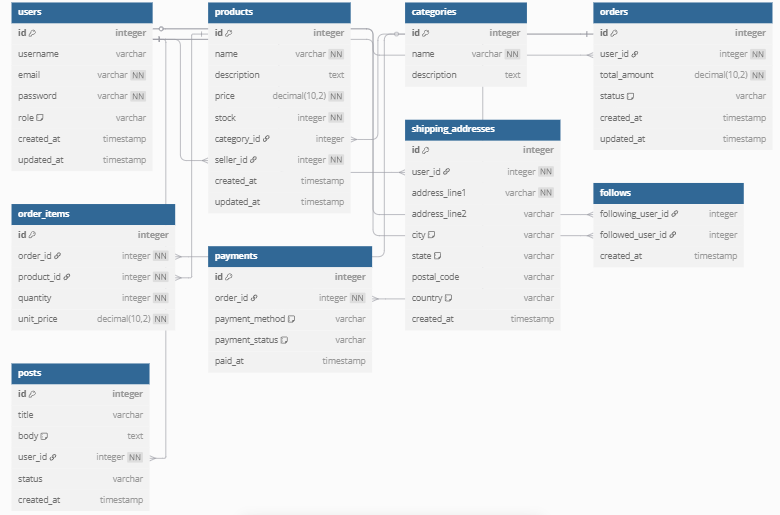 users
id integer
username varchar
email varchar NN
password varchar NN
role varchar
created_at timestamp
updated_at timestamp
products
id integer
name varchar NN
description text
price decimal(10,2) NN
stock integer NN
category_id integer
seller_id integer NN
created_at timestamp
updated_at timestamp
categories
id integer
name varchar NN
description text
orders
id integer
user_id integer NN
total_amount decimal(10,2) NN
status varchar
created_at timestamp
updated_at timestamp
shipping_addresses
id integer
user_id integer NN
address_line1 varchar NN
address_line2 varchar
city varchar
state varchar
postal_code varchar
country varchar
created_at timestamp
follows
following_user_id integer
followed_user_id integer
created_at timestamp
order_items
id integer
order_id integer NN
product_id integer NN
quantity integer NN
unit_price decimal(10,2) NN
payments
id integer
order_id integer NN
payment_method varchar
payment_status varchar
paid_at timestamp
posts
id integer
title varchar
body text
user_id integer NN
status varchar
created_at timestamp